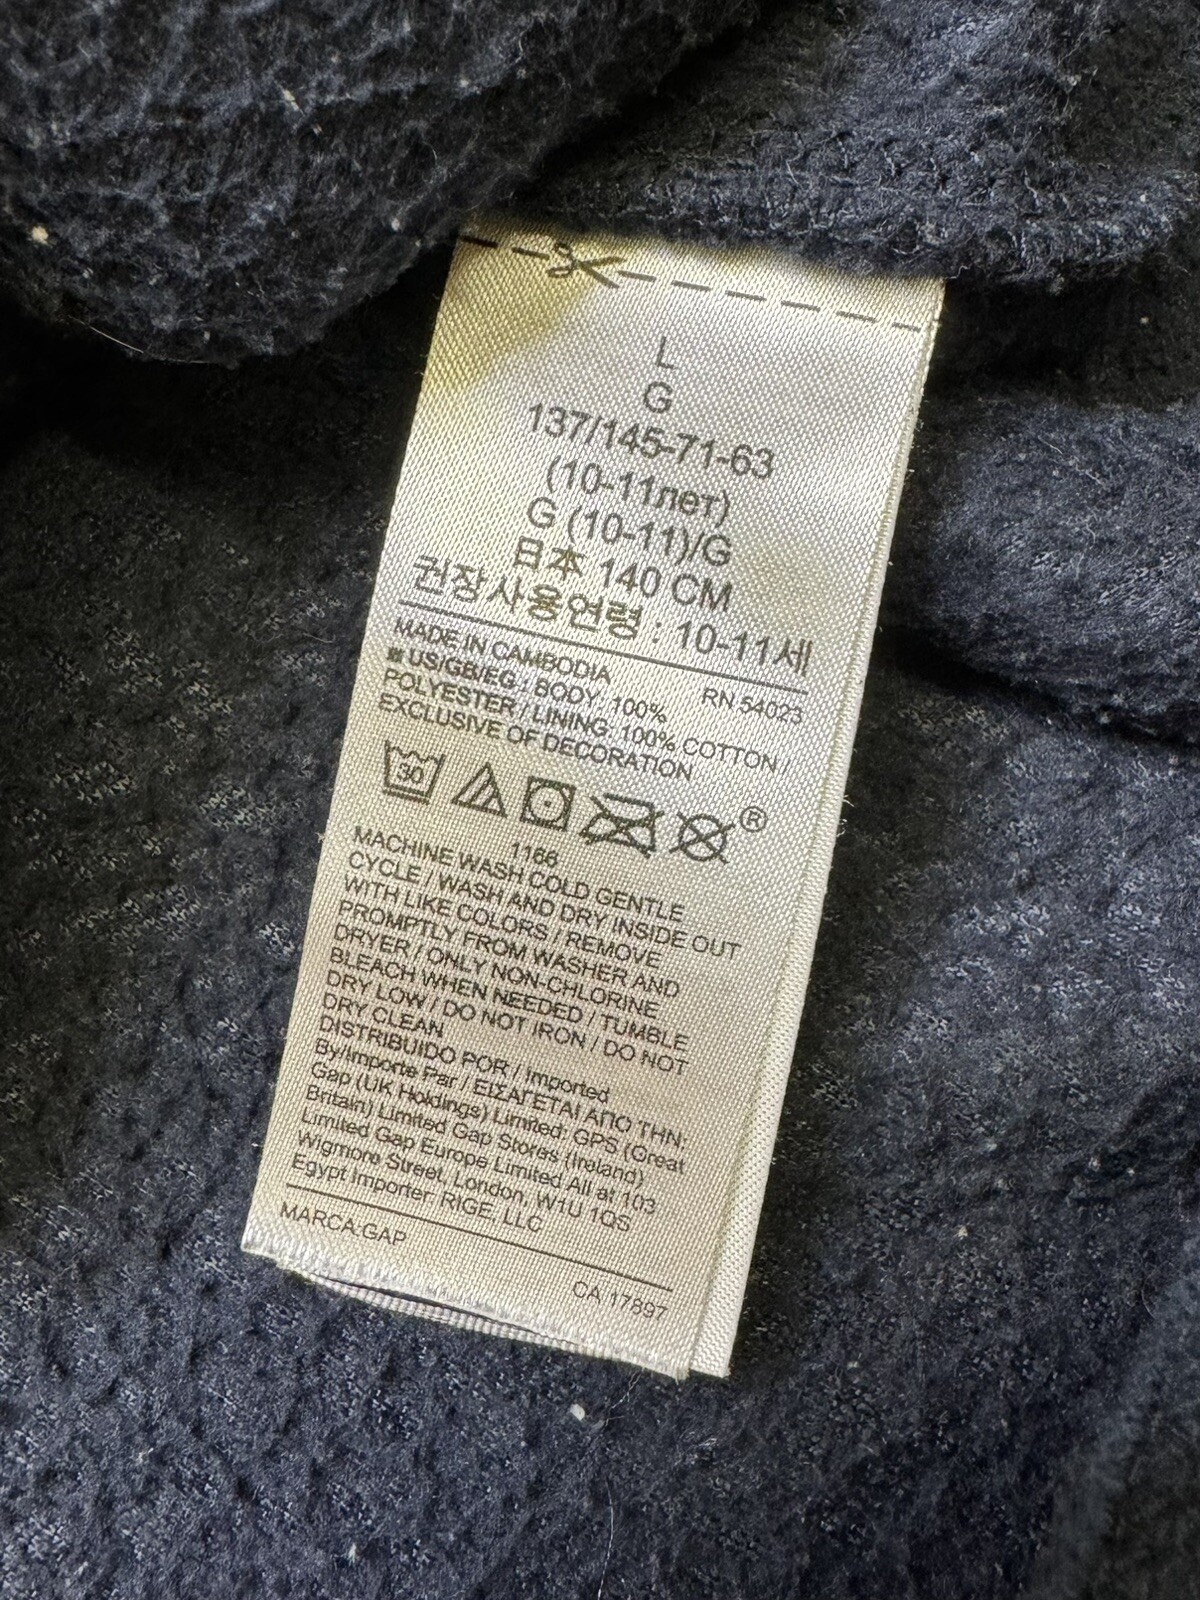 L
G
137/145-71-63
(10-11лет)
G (10-11)/G
日本 140 CM
권장사용연령 : 10-11세
MADE IN CAMBODIA
RN 54023
US/GB/EG : BODY: 100%
POLYESTER / LINING: 100% COTTON /
EXCLUSIVE OF DECORATION
30
®
1166
MACHINE WASH COLD GENTLE
CYCLE / WASH AND DRY INSIDE OUT
WITH LIKE COLORS / REMOVE
PROMPTLY FROM WASHER AND
DRYER / ONLY NON-CHLORINE
BLEACH WHEN NEEDED / TUMBLE
DRY LOW / DO NOT IRON / DO NOT
DRY CLEAN
DISTRIBUIDO POR / Imported
By/Importe Par / ΕΙΣΑΓΕΤΑΙ ΑΠΟ ΤΗΝ:
Gap (UK Holdings) Limited: GPS (Great
Britain) Limited Gap Stores (Ireland)
Limited Gap Europe Limited All at 103
Wigmore Street, London, W1U 1QS
Egypt Importer: RIGE, LLC
MARCA:GAP
CA 17897